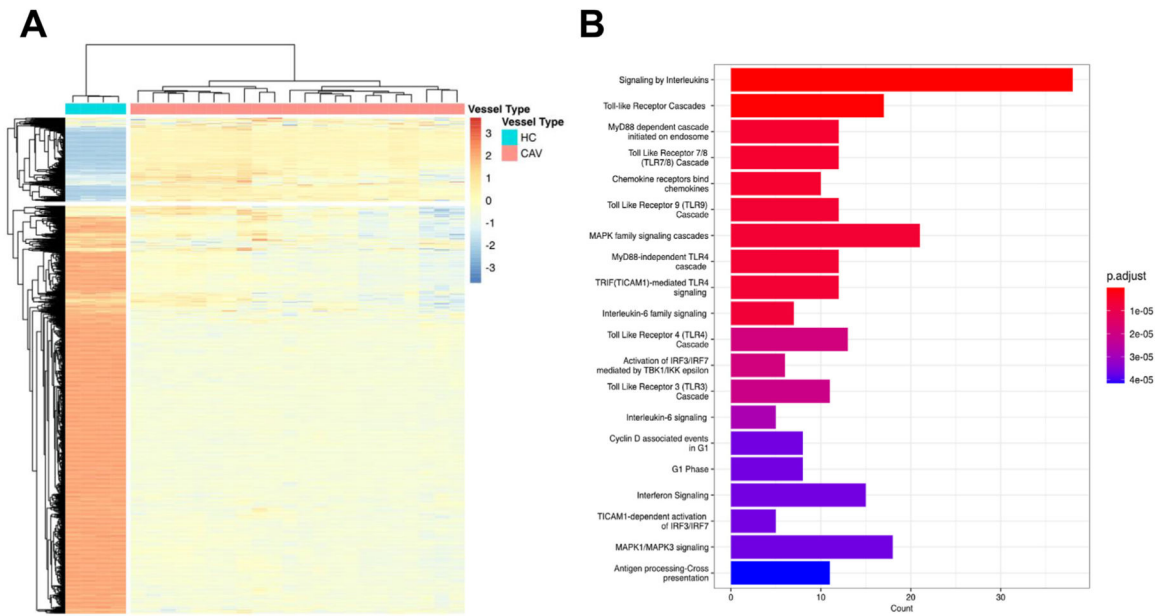 A
Vessel Type
3
2
1
0
-1
-2
-3
Vessel Type
HC
CAV
B
Signaling by Interleukins
Toll-like Receptor Cascades
MyD88 dependent cascade
initiated on endosome
Toll Like Receptor 7/8
(TLR7/8) Cascade
Chemokine receptors bind
chemokines
Toll Like Receptor 9 (TLR9)
Cascade
MAPK family signaling cascades
MyD88-independent TLR4
cascade
TRIF(TICAM1)-mediated TLR4
signaling
Interleukin-6 family signaling
Toll Like Receptor 4 (TLR4)
Cascade
Activation of IRF3/IRF7
mediated by TBK1/IKK epsilon
Toll Like Receptor 3 (TLR3)
Cascade
Interleukin-6 signaling
Cyclin D associated events
in G1
G1 Phase
Interferon Signaling
TICAM1-dependent activation
of IRF3/IRF7
MAPK1/MAPK3 signaling
Antigen processing-Cross
presentation
0
10
20
30
Count
p.adjust
1e-05
2e-05
3e-05
4e-05